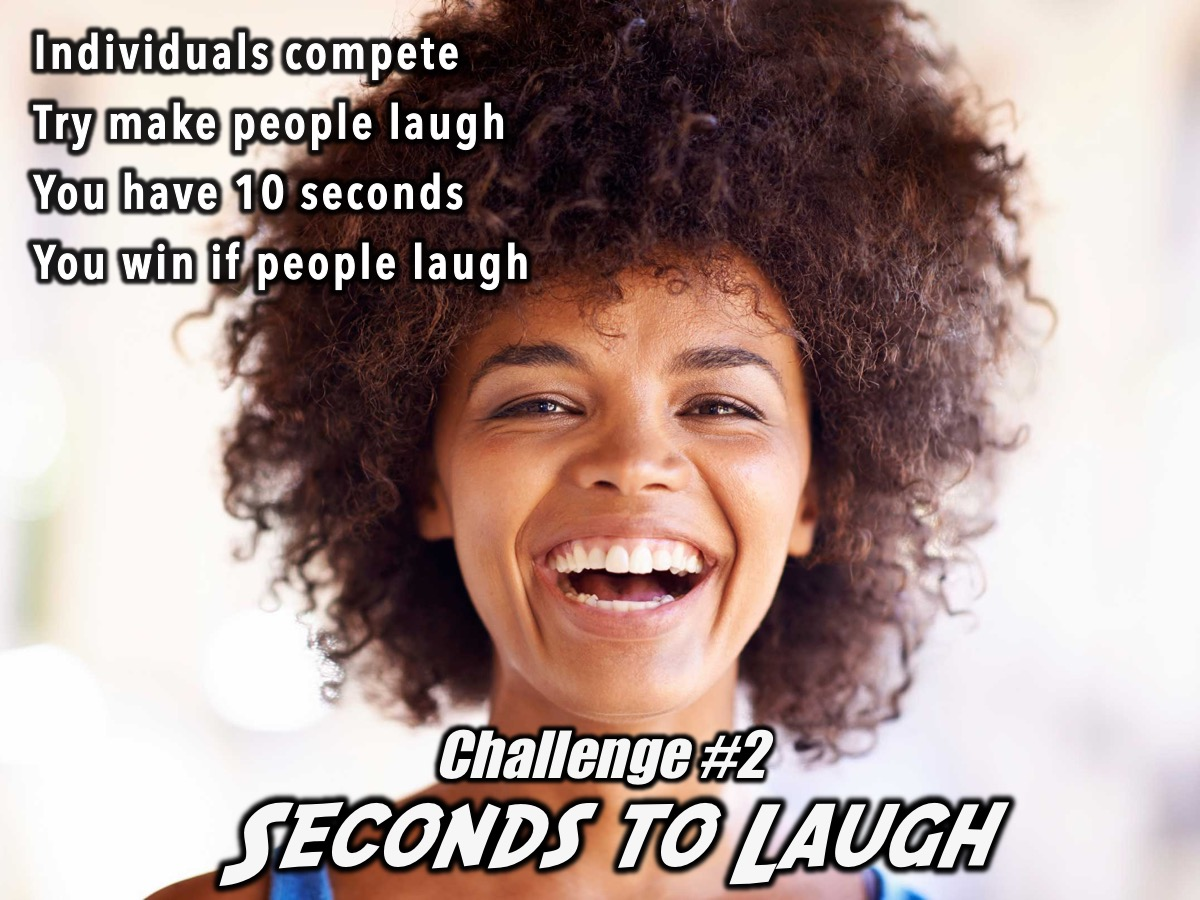 Individuals compete
Try make people laugh
You have 10 seconds
You win if people laugh
Challenge #2
Seconds to Laugh